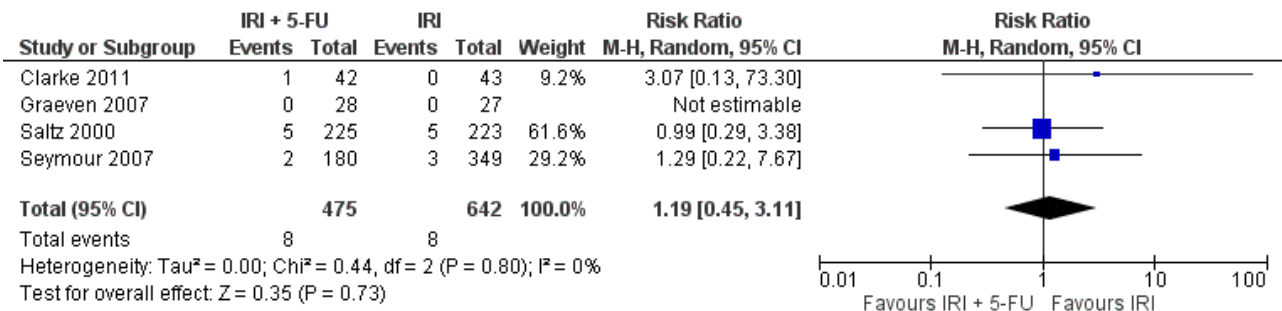 IRI + 5-FU IRI Risk Ratio Risk Ratio
Study or Subgroup Events Total Events Total Weight M-H, Random, 95% CI M-H, Random, 95% CI
Clarke 2011 1 42 0 43 9.2% 3.07 [0.13, 73.30]
Graeven 2007 0 28 0 27 Not estimable
Saltz 2000 5 225 5 223 61.6% 0.99 [0.29, 3.38]
Seymour 2007 2 180 3 349 29.2% 1.29 [0.22, 7.67]
Total (95% CI) 475 642 100.0% 1.19 [0.45, 3.11]
Total events 8 8
Heterogeneity: Tau² = 0.00; Chi² = 0.44, df = 2 (P = 0.80); I² = 0%
Test for overall effect: Z = 0.35 (P = 0.73)
0.01 0.1 1 10 100
Favours IRI + 5-FU Favours IRI